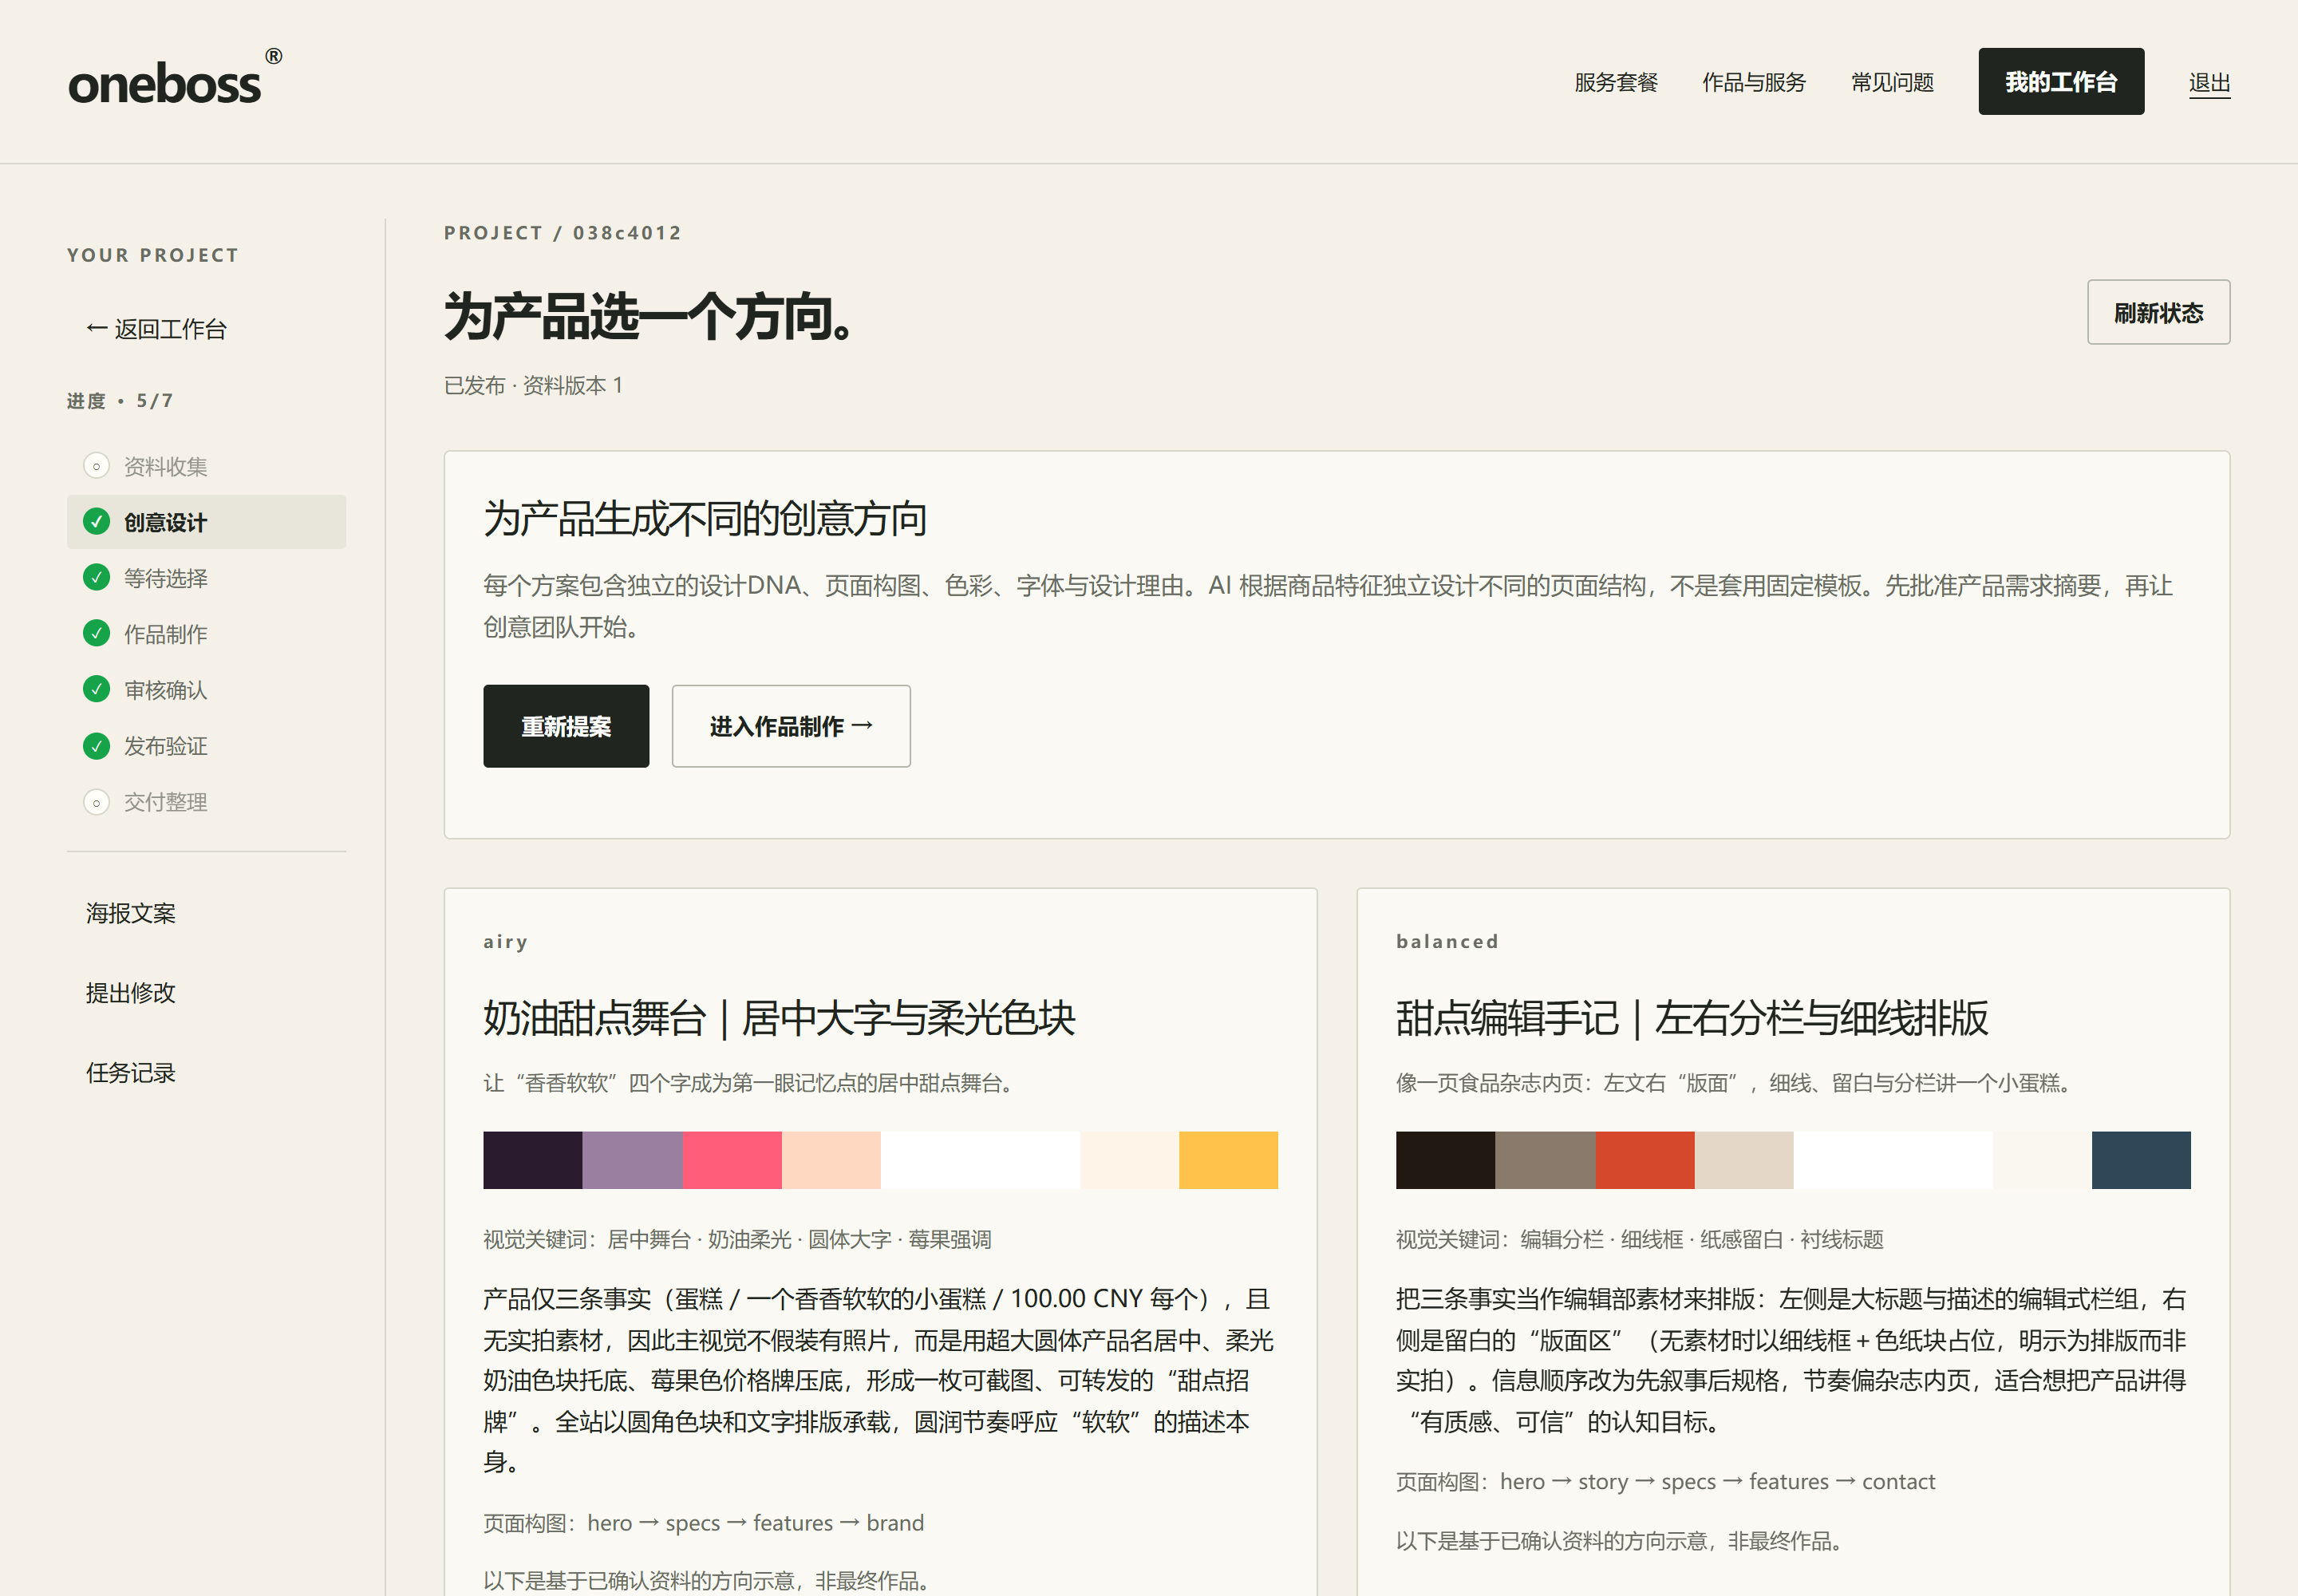 oneboss®
服务套餐
作品与服务
常见问题
我的工作台
退出
YOUR PROJECT
← 返回工作台
进度 • 5/7
资料收集
✓ 创意设计
✓ 等待选择
✓ 作品制作
✓ 审核确认
✓ 发布验证
交付整理
海报文案
提出修改
任务记录
PROJECT / 038c4012
为产品选一个方向。
已发布 · 资料版本 1
刷新状态
为产品生成不同的创意方向
每个方案包含独立的设计DNA、页面构图、色彩、字体与设计理由。AI 根据商品特征独立设计不同的页面结构，不是套用固定模板。先批准产品需求摘要，再让
创意团队开始。
重新提案
进入作品制作 →
airy
奶油甜点舞台｜居中大字与柔光色块
让“香香软软”四个字成为第一眼记忆点的居中甜点舞台。
视觉关键词：居中舞台 · 奶油柔光 · 圆体大字 · 莓果强调
产品仅三条事实（蛋糕 / 一个香香软软的小蛋糕 / 100.00 CNY 每个），且
无实拍素材，因此主视觉不假装有照片，而是用超大圆体产品名居中、柔光
奶油色块托底、莓果色价格牌压底，形成一枚可截图、可转发的“甜点招
牌”。全站以圆角色块和文字排版承载，圆润节奏呼应“软软”的描述本
身。
页面构图：hero → specs → features → brand
以下是基于已确认资料的方向示意，非最终作品。
balanced
甜点编辑手记｜左右分栏与细线排版
像一页食品杂志内页：左文右“版面”，细线、留白与分栏讲一个小蛋糕。
视觉关键词：编辑分栏 · 细线框 · 纸感留白 · 衬线标题
把三条事实当作编辑部素材来排版：左侧是大标题与描述的编辑式栏组，右
侧是留白的“版面区”（无素材时以细线框 + 色纸块占位，明示为排版而非
实拍）。信息顺序改为先叙事后规格，节奏偏杂志内页，适合想把产品讲得
“有质感、可信”的认知目标。
页面构图：hero → story → specs → features → contact
以下是基于已确认资料的方向示意，非最终作品。